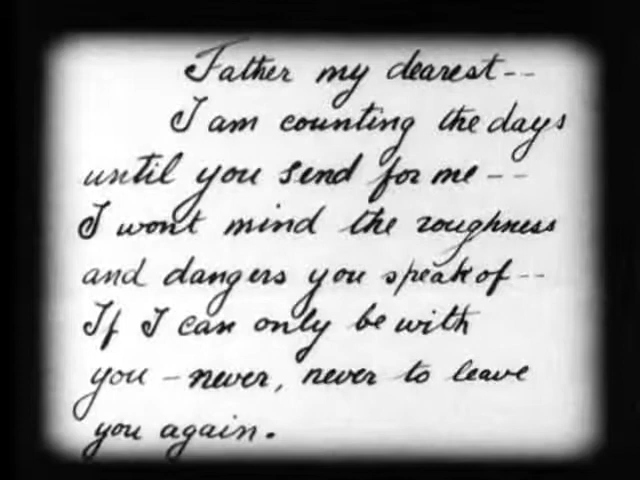 Father my dearest--
I am counting the days
until you send for me--
I wont mind the roughness
and dangers you speak of--
If I can only be with
you - never, never to leave
you again.